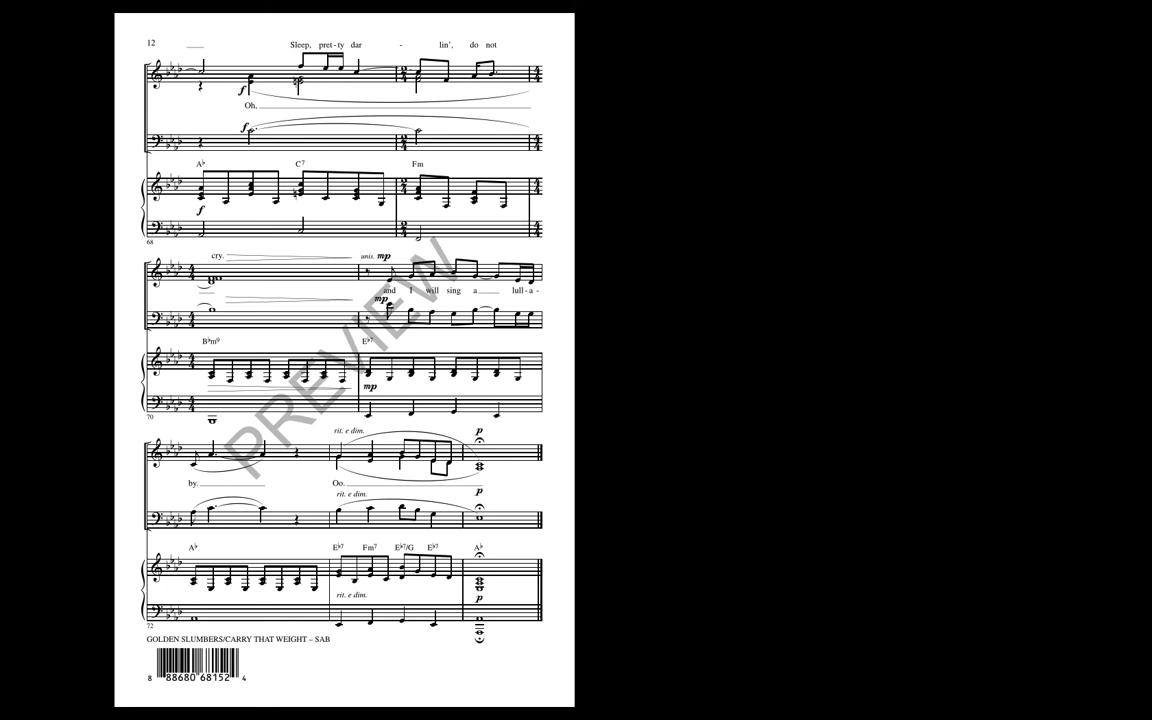 12
Sleep, pret-ty dar - lin', do not
f
Oh,
f
A♭ C7 Fm
f
68
cry. unis. mp
and I will sing a lull-a-
mp
B♭m9 E♭7
mp
70
rit. e dim. p
by. Oo.
rit. e dim. p
A♭ E♭7 Fm7 E♭7/G E♭7 A♭
rit. e dim. p
72
GOLDEN SLUMBERS/CARRY THAT WEIGHT – SAB
8 88680 68152 4
PREVIEW